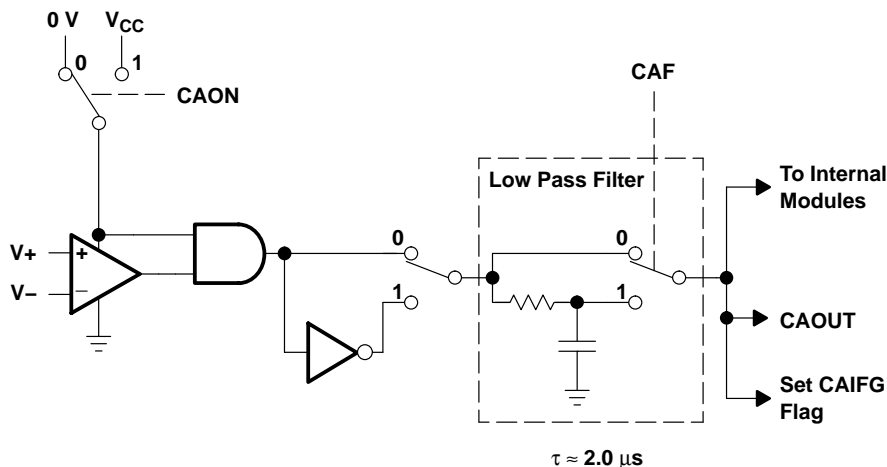 0 V
VCC
0
1
CAON
CAF
Low Pass Filter
To Internal
Modules
V+
+
V−
−
0
1
0
1
CAOUT
Set CAIFG
Flag
τ ≈ 2.0 μs